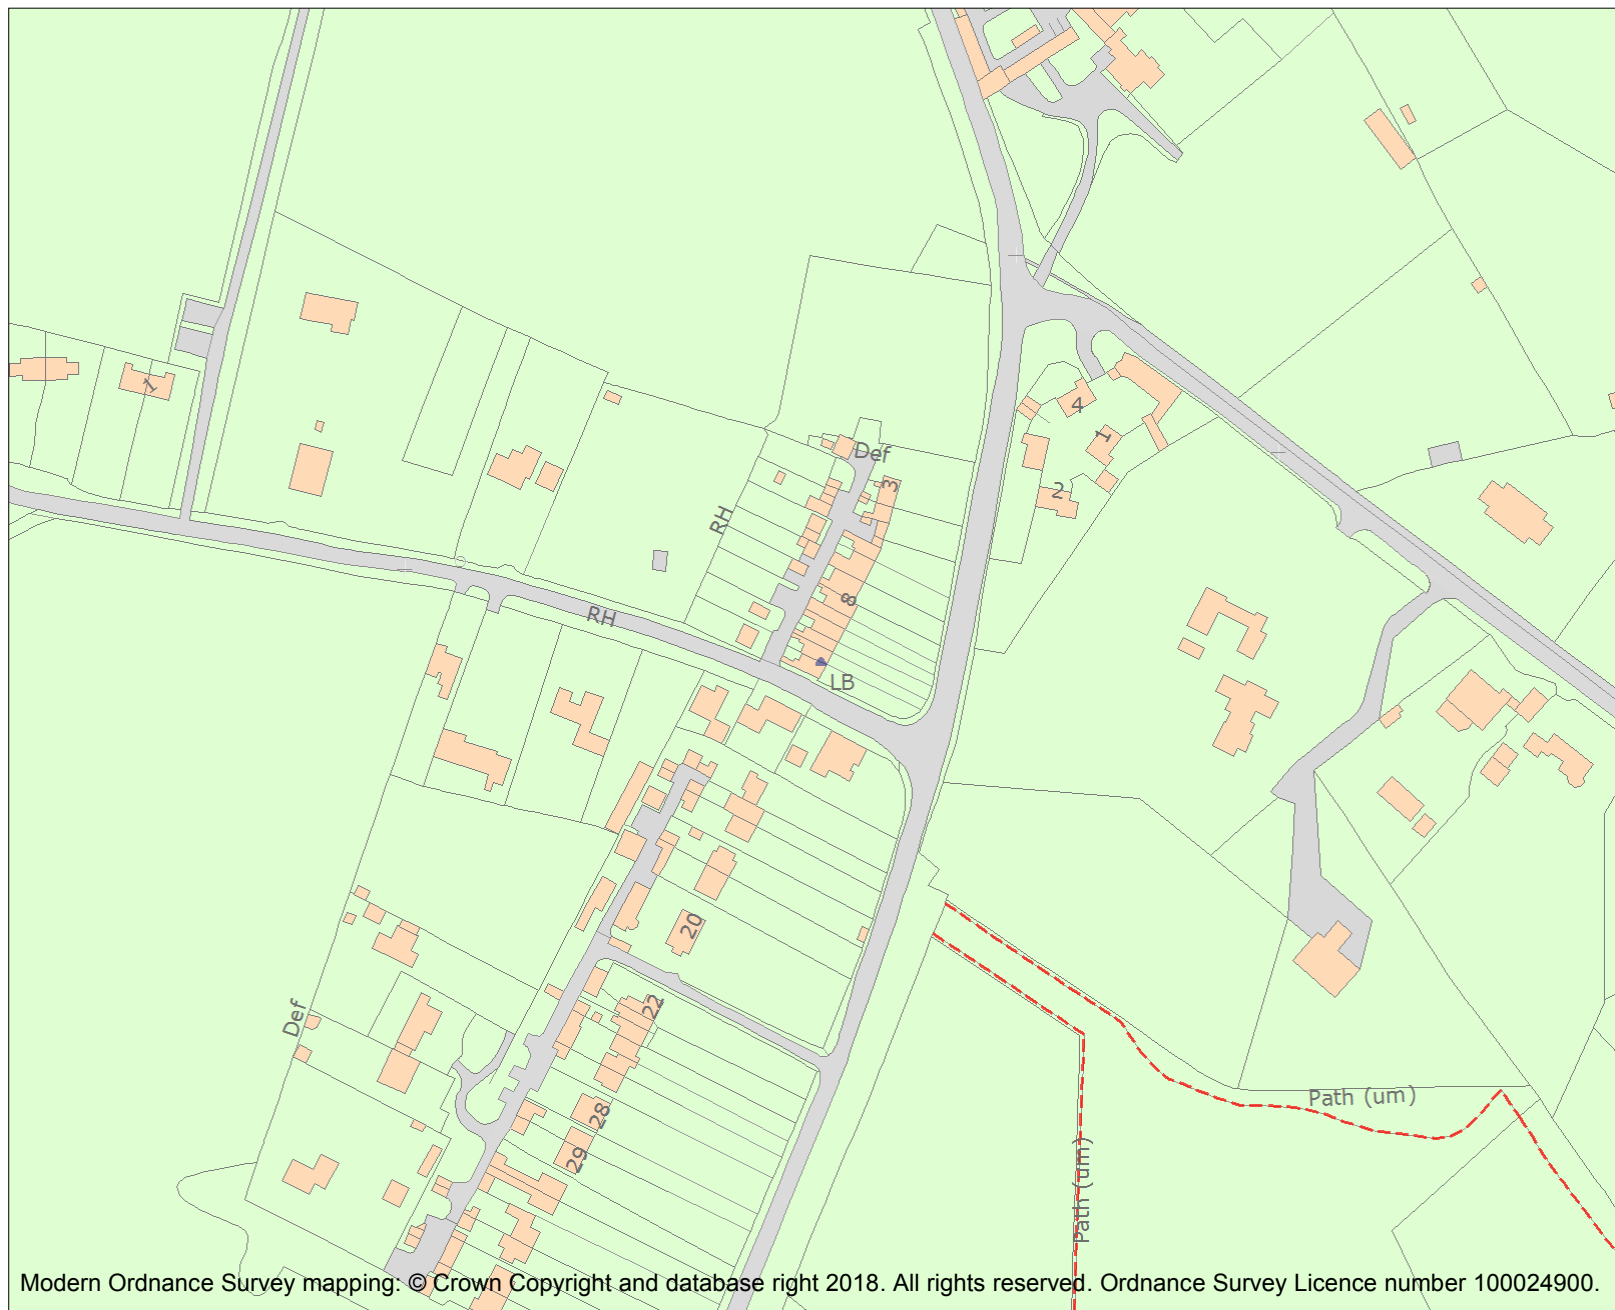 1
4
1
Def
3
2
RH
8
RH
LB
20
Def
22
Path (um)
28
Path (um)
29
Modern Ordnance Survey mapping: © Crown Copyright and database right 2018. All rights reserved. Ordnance Survey Licence number 100024900.